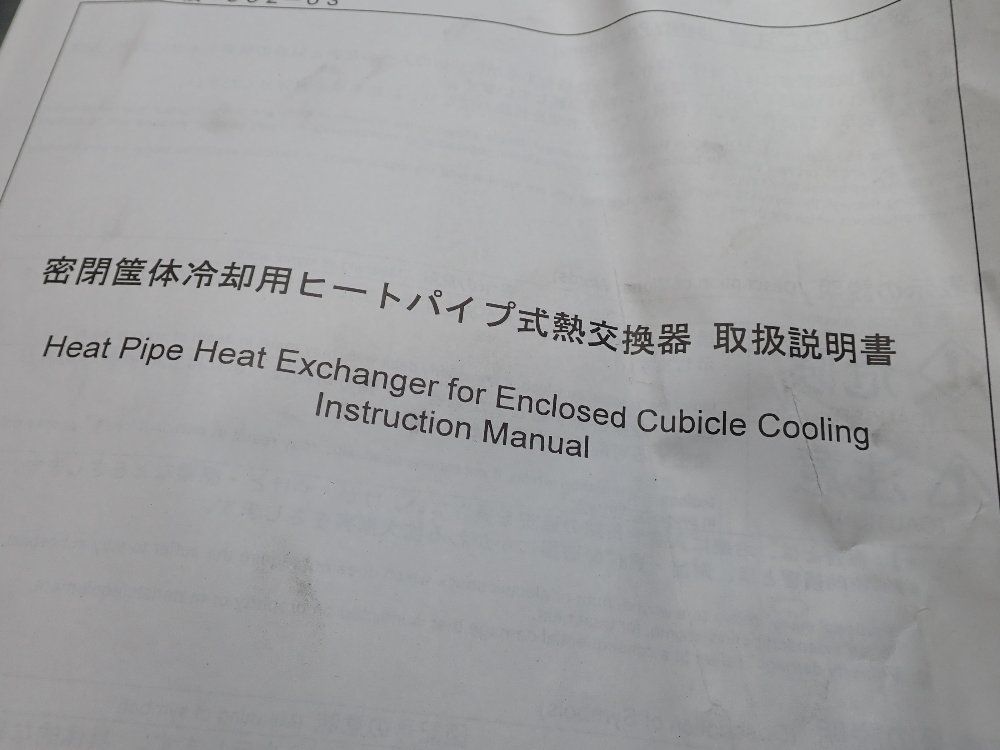 密閉筐体冷却用ヒートパイプ式熱交換器 取扱説明書
Heat Pipe Heat Exchanger for Enclosed Cubicle Cooling
Instruction Manual